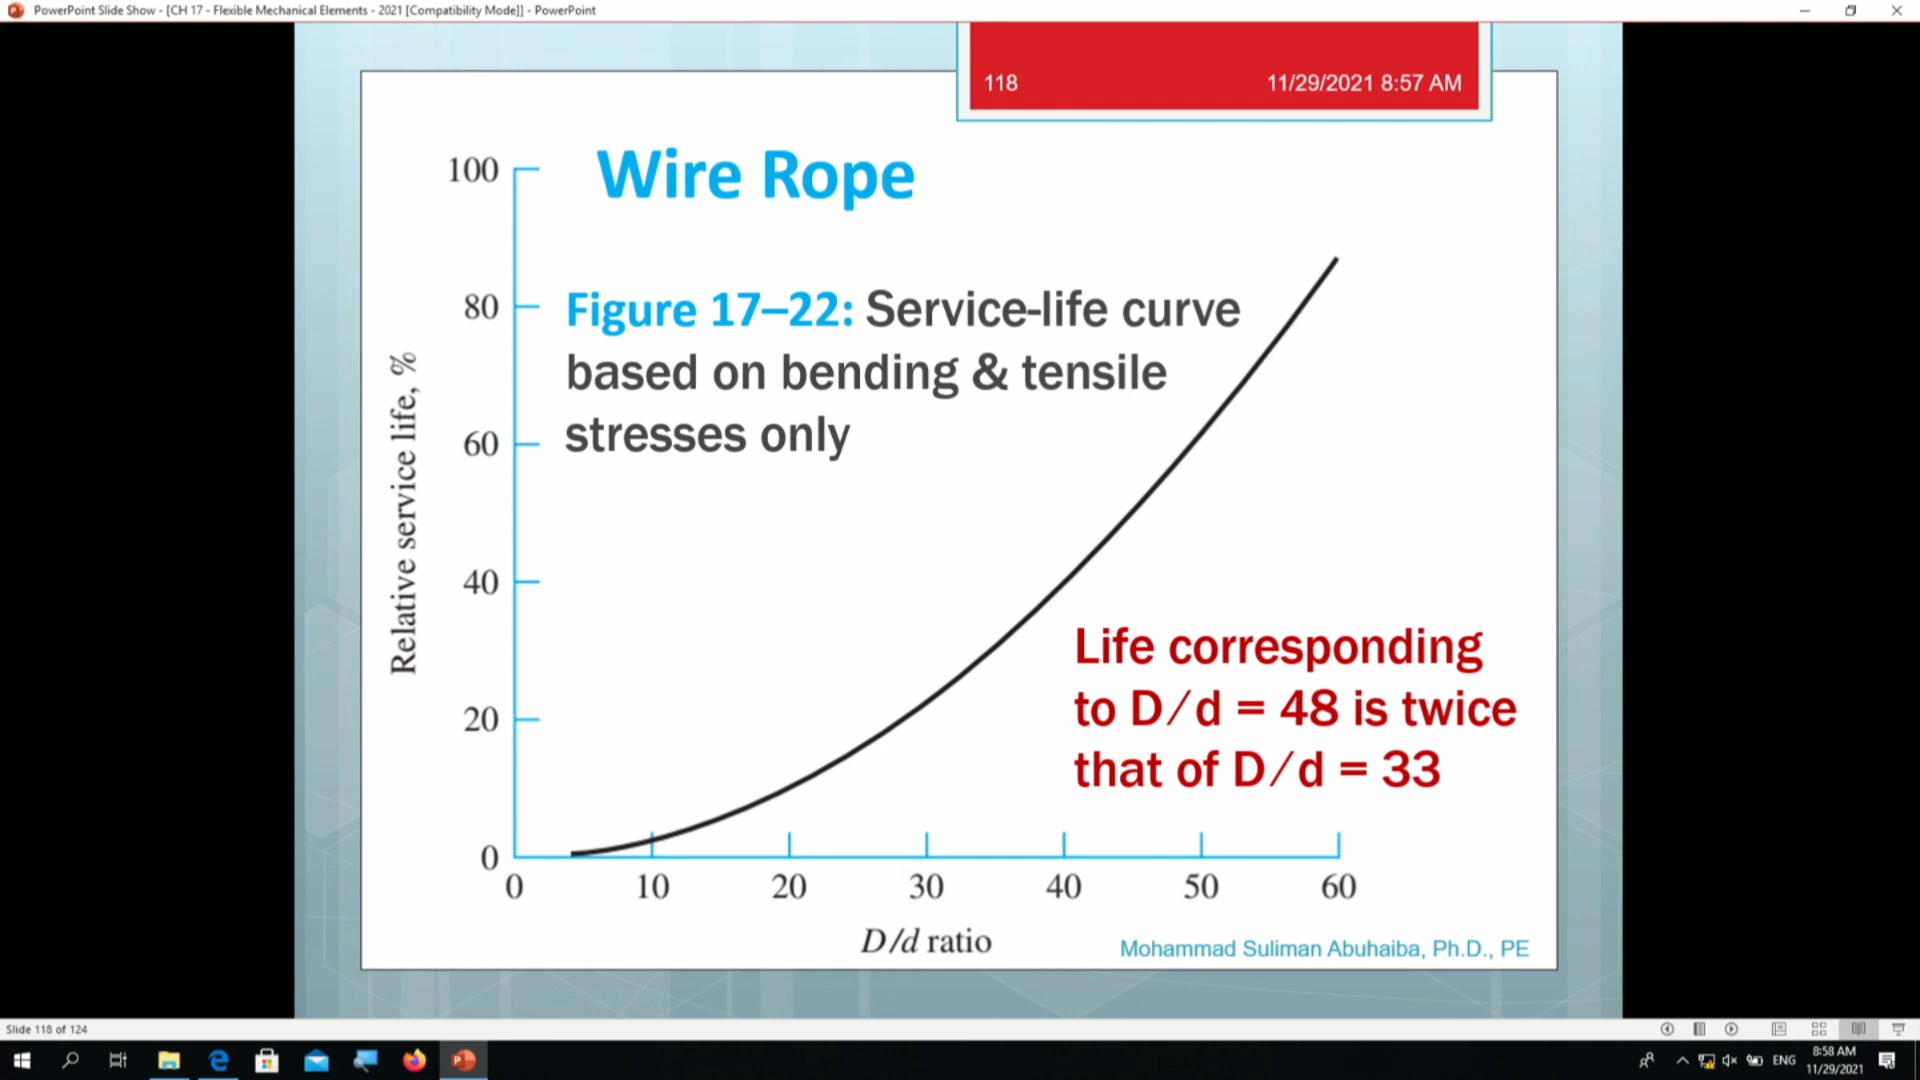 PowerPoint Slide Show - [CH 17 - Flexible Mechanical Elements - 2021 [Compatibility Mode]] - PowerPoint
118
11/29/2021 8:57 AM
Wire Rope
Figure 17–22: Service-life curve
based on bending & tensile
stresses only
Relative service life, %
100
80
60
40
20
0
Life corresponding
to D/d = 48 is twice
that of D/d = 33
0 10 20 30 40 50 60
D/d ratio
Mohammad Suliman Abuhaiba, Ph.D., PE
Slide 118 of 124
ENG
8:58 AM
11/29/2021